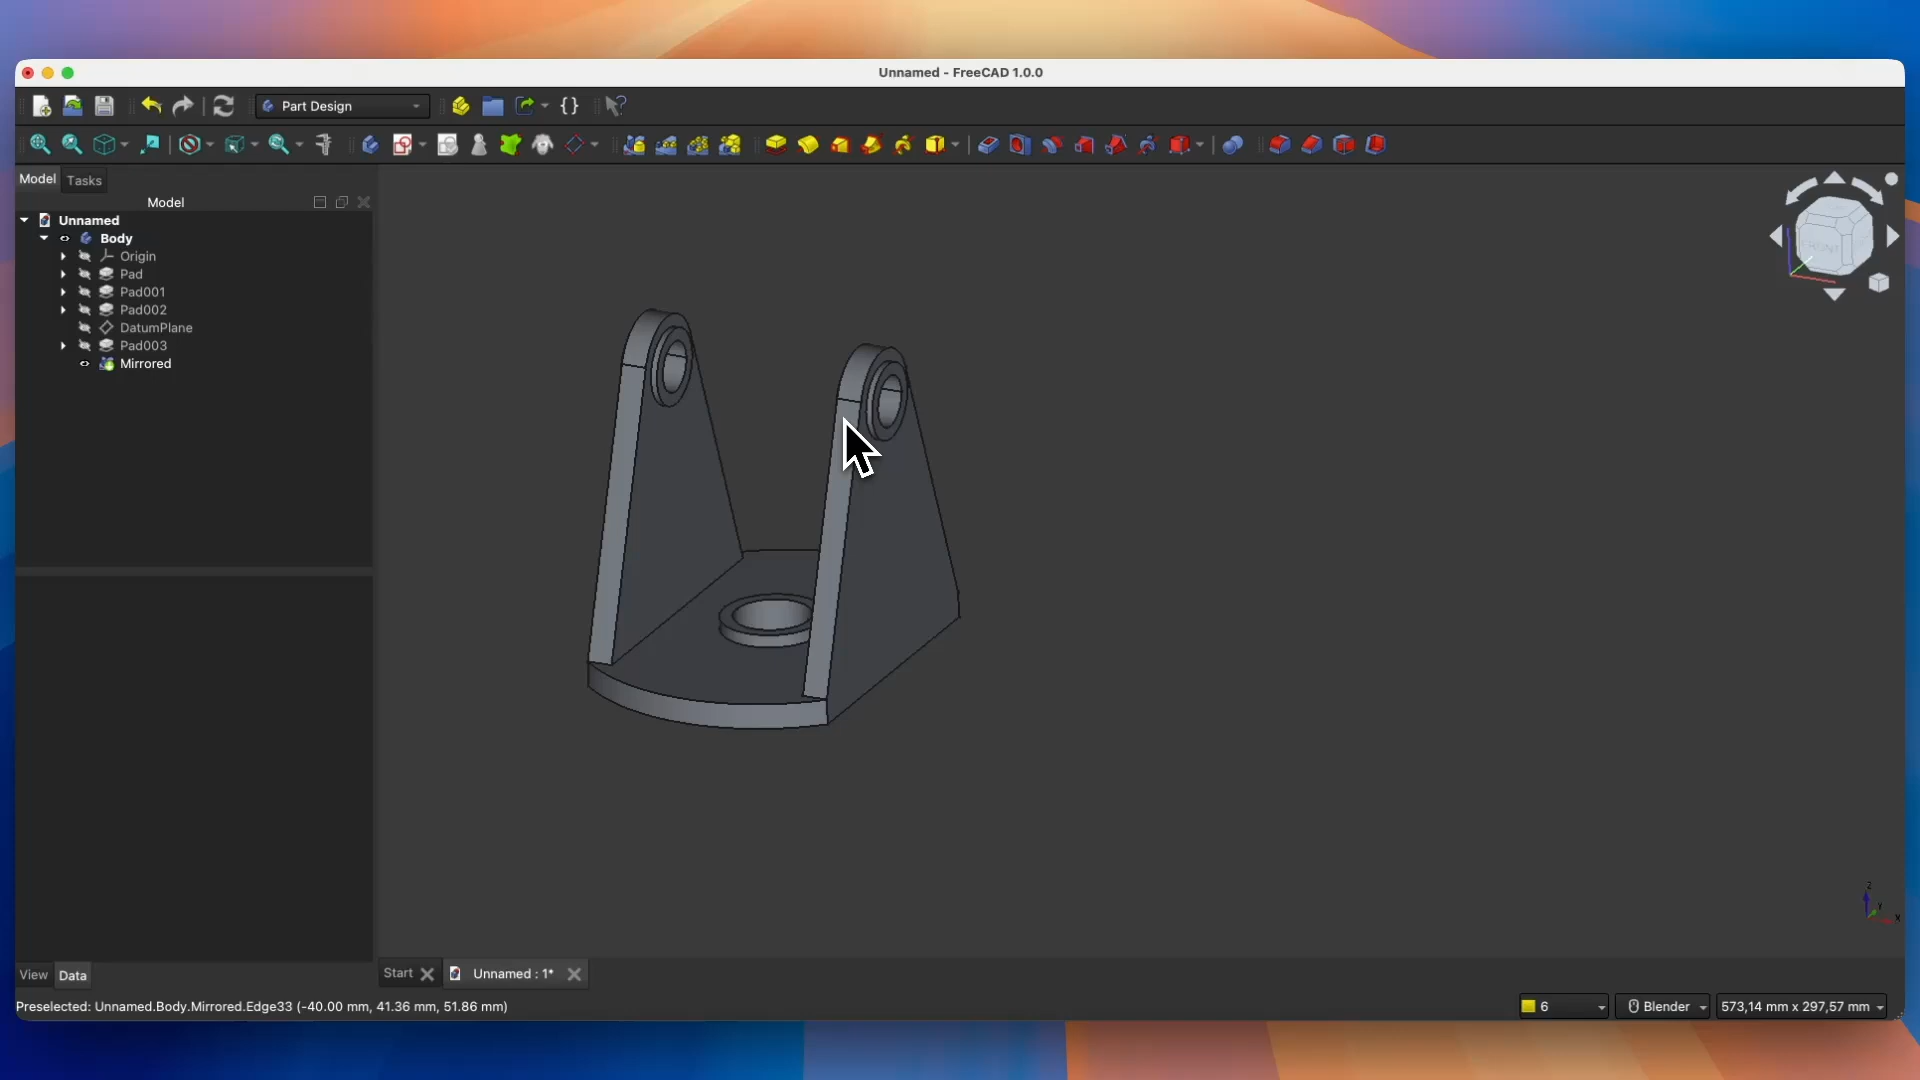 Unnamed - FreeCAD 1.0.0
Part Design
Model
Tasks
Model
Unnamed
Body
Origin
Pad
Pad001
Pad002
DatumPlane
Pad003
Mirrored
FRONT
Z
Y
X
View
Data
Start
Unnamed : 1*
Preselected: Unnamed.Body.Mirrored.Edge33 (-40.00 mm, 41.36 mm, 51.86 mm)
6
Blender
573,14 mm x 297,57 mm